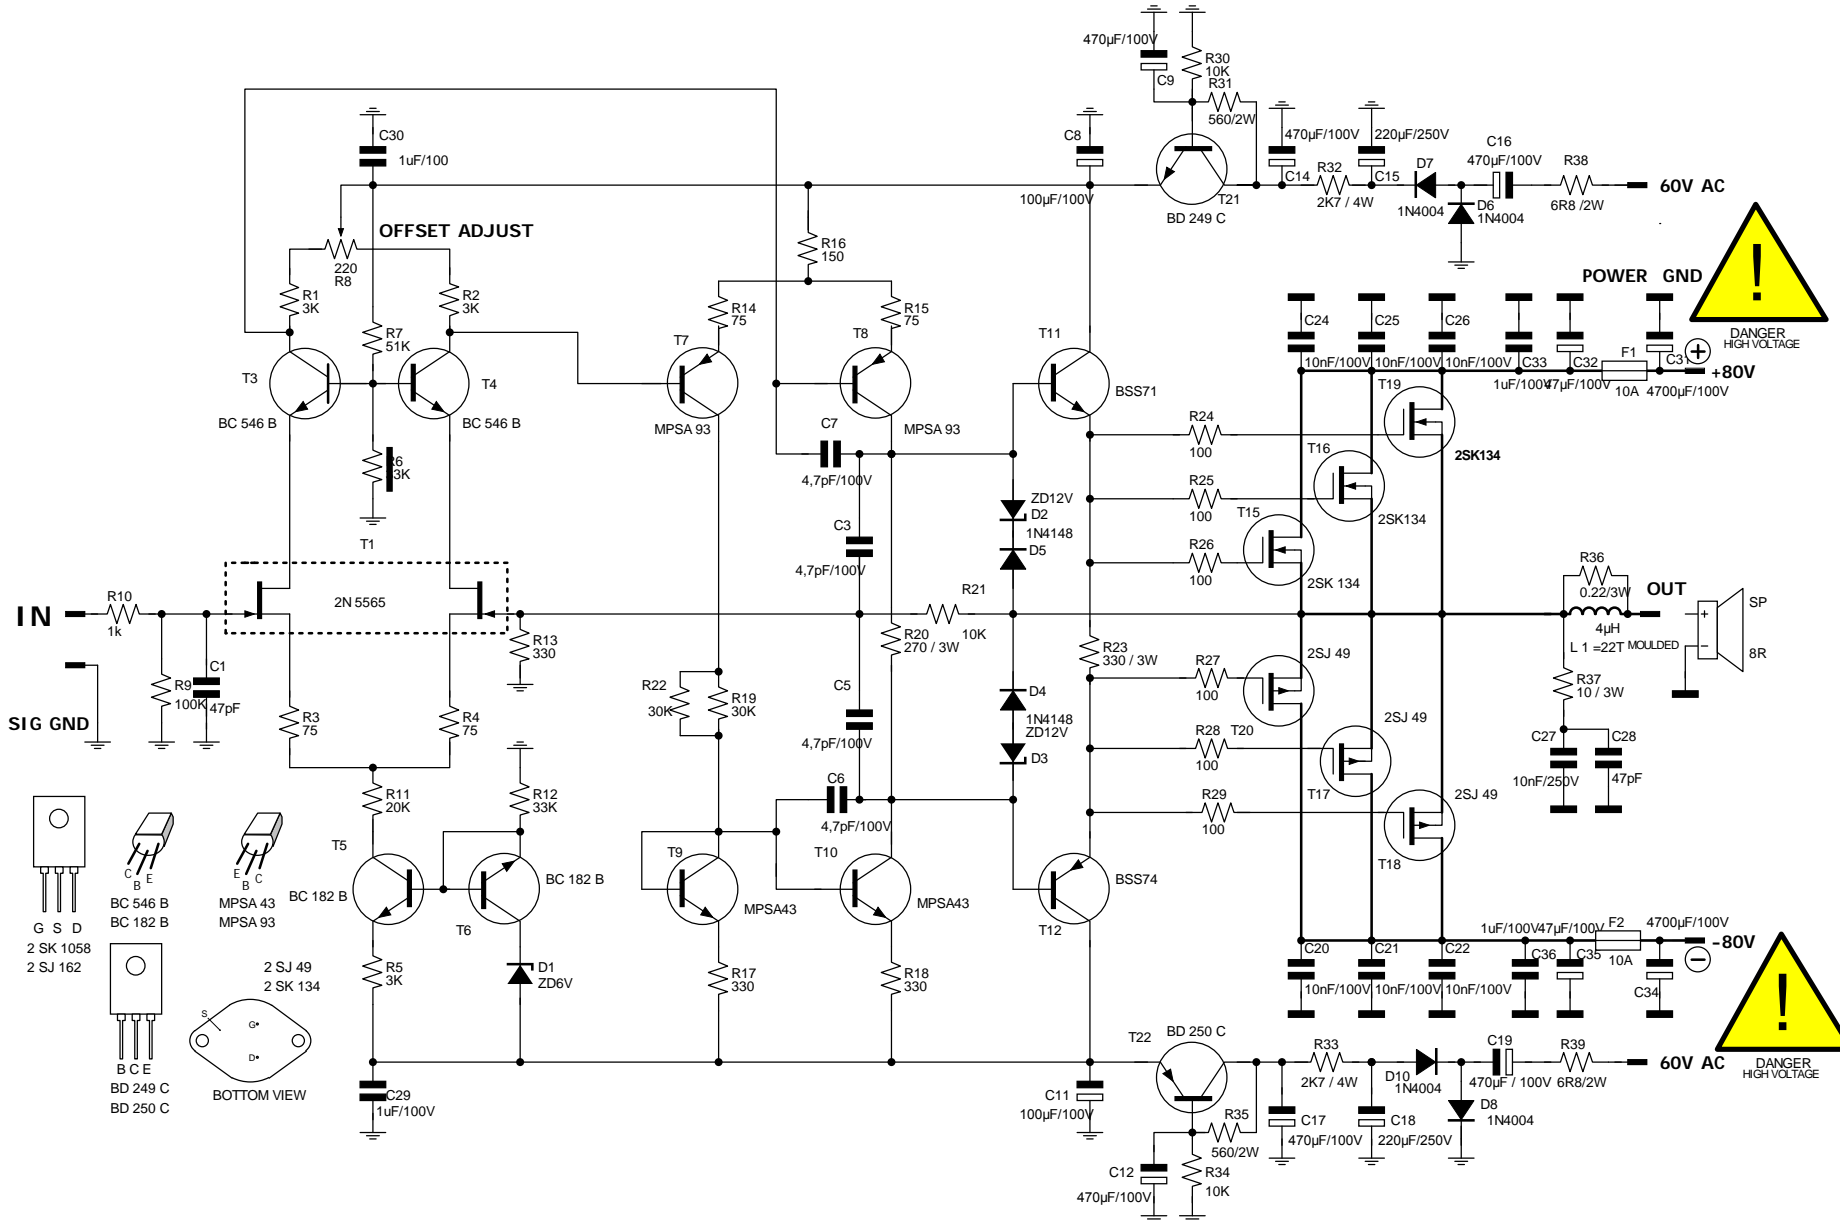 470µF/100V
C9
R30
10K
R31
560/2W
C30
1uF/100
C8
100µF/100V
T21
BD 249 C
470µF/100V
C14
R32
2K7 / 4W
220µF/250V
C15
D7
1N4004
D6
1N4004
C16
470µF/100V
R38
6R8 /2W
60V AC
OFFSET ADJUST
220
R8
R16
150
R1
3K
R2
3K
R7
51K
R14
75
R15
75
T7
T8
T11
T3
T4
BC 546 B
BC 546 B
MPSA 93
MPSA 93
BSS71
POWER GND
!
DANGER
HIGH VOLTAGE
C24
C25
C26
10nF/100V
10nF/100V
10nF/100V
C33
1uF/100V
C32
47µF/100V
F1
10A
C31
4700µF/100V
+
+80V
T19
2SK134
T16
2SK134
T15
2SK 134
R24
100
R25
100
R26
100
C7
4,7pF/100V
C3
4,7pF/100V
ZD12V
D2
1N4148
D5
R6
T1
2N 5565
IN
R10
1k
R9
100K
C1
47pF
SIG GND
R13
330
R21
10K
R20
270 / 3W
R23
330 / 3W
R36
0.22/3W
OUT
4µH
L 1 =22T
MOULDED
+
−
SP
8R
R37
10 / 3W
C27
10nF/250V
C28
47pF
R3
75
R4
75
R22
30K
R19
30K
C5
4,7pF/100V
D4
1N4148
ZD12V
D3
C6
4,7pF/100V
R27
100
R28
100
R29
100
2SJ 49
T20
2SJ 49
T17
2SJ 49
T18
R11
20K
R12
33K
T5
BC 182 B
T6
BC 182 B
T9
MPSA43
T10
MPSA43
T12
BSS74
R5
3K
D1
ZD6V
R17
330
R18
330
C20
C21
C22
10nF/100V
10nF/100V
10nF/100V
1uF/100V
C36
47µF/100V
C35
F2
10A
4700µF/100V
C34
-80V
−
!
DANGER
HIGH VOLTAGE
C29
1uF/100V
C11
100µF/100V
T22
BD 250 C
R33
2K7 / 4W
D10
1N4004
C19
470µF / 100V
R39
6R8/2W
60V AC
D8
1N4004
C17
470µF/100V
C18
220µF/250V
R35
560/2W
C12
470µF/100V
R34
10K
G S D
2 SK 1058
2 SJ 162
C
B
E
BC 546 B
BC 182 B
E
B
C
MPSA 43
MPSA 93
B C E
BD 249 C
BD 250 C
2 SJ 49
2 SK 134
S
G
D
BOTTOM VIEW